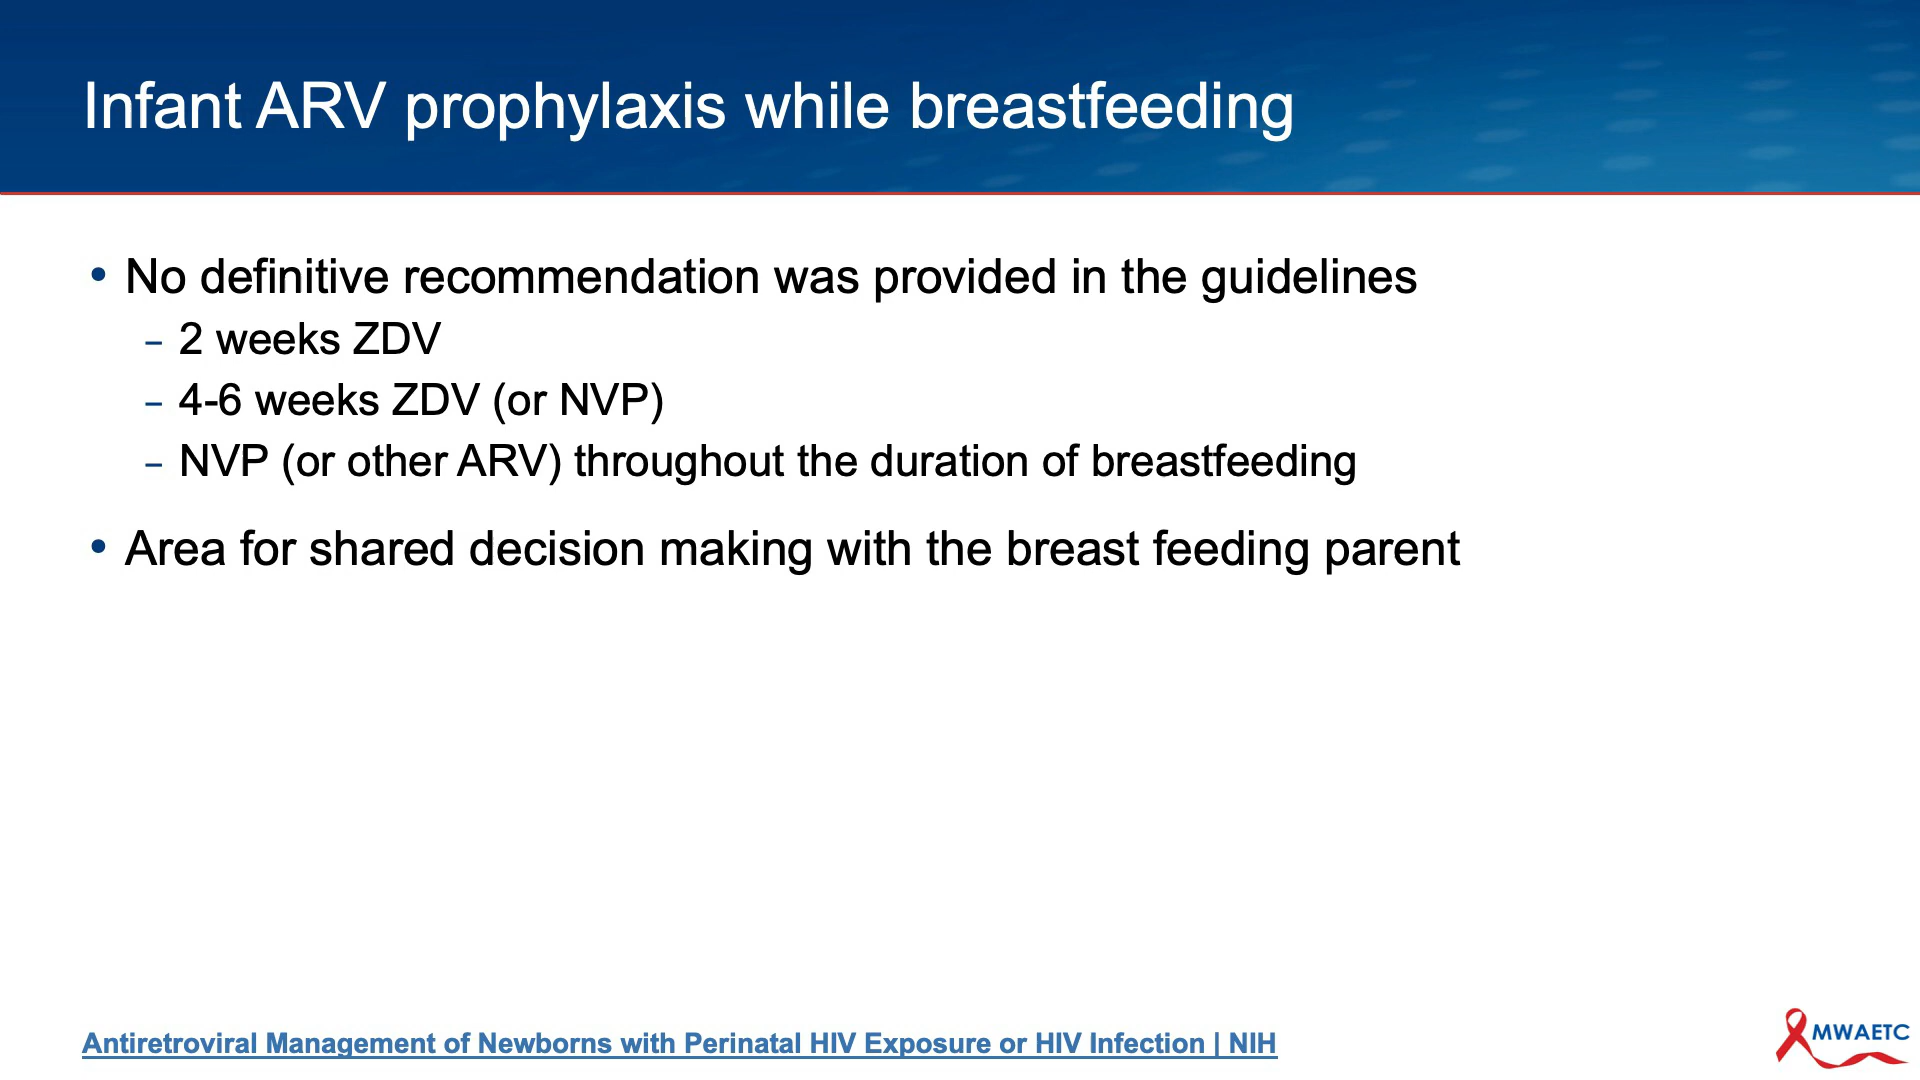 Infant ARV prophylaxis while breastfeeding
• No definitive recommendation was provided in the guidelines
– 2 weeks ZDV
– 4-6 weeks ZDV (or NVP)
– NVP (or other ARV) throughout the duration of breastfeeding
• Area for shared decision making with the breast feeding parent
Antiretroviral Management of Newborns with Perinatal HIV Exposure or HIV Infection | NIH
MWAETC